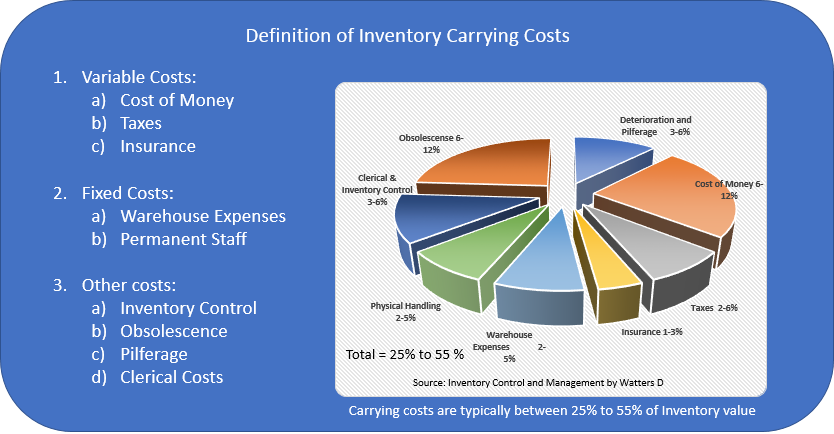 Definition of Inventory Carrying Costs
1. Variable Costs:
a) Cost of Money
b) Taxes
c) Insurance
2. Fixed Costs:
a) Warehouse Expenses
b) Permanent Staff
3. Other costs:
a) Inventory Control
b) Obsolescence
c) Pilferage
d) Clerical Costs
Deterioration and
Pilferage 3-6%
Cost of Money 6-
12%
Taxes 2-6%
Insurance 1-3%
Warehouse
Expenses 2-
5%
Physical Handling
2-5%
Clerical &
Inventory Control
3-6%
Obsolescense 6-
12%
Total = 25% to 55 %
Source: Inventory Control and Management by Watters D
Carrying costs are typically between 25% to 55% of Inventory value